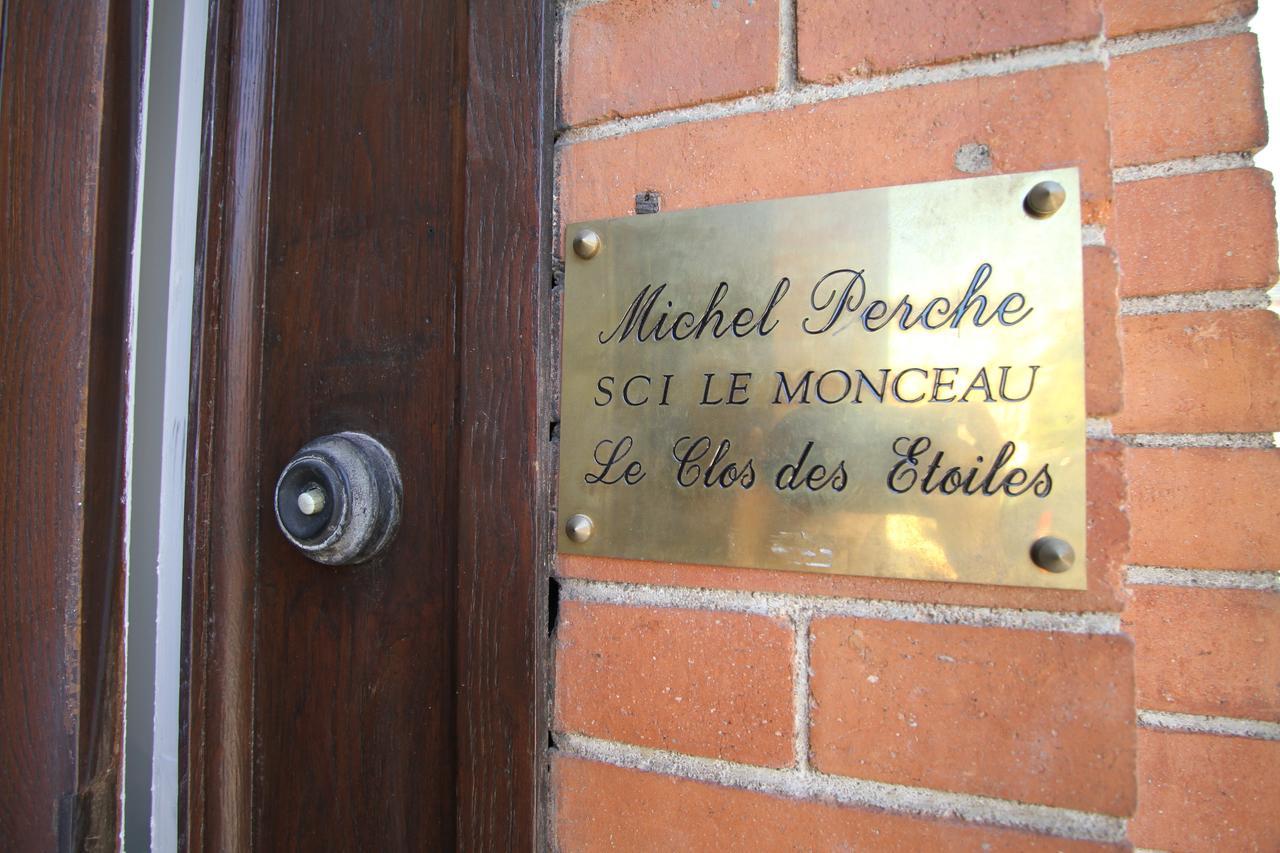 Michel Perche
SCI LE MONCEAU
Le Clos des Etoiles